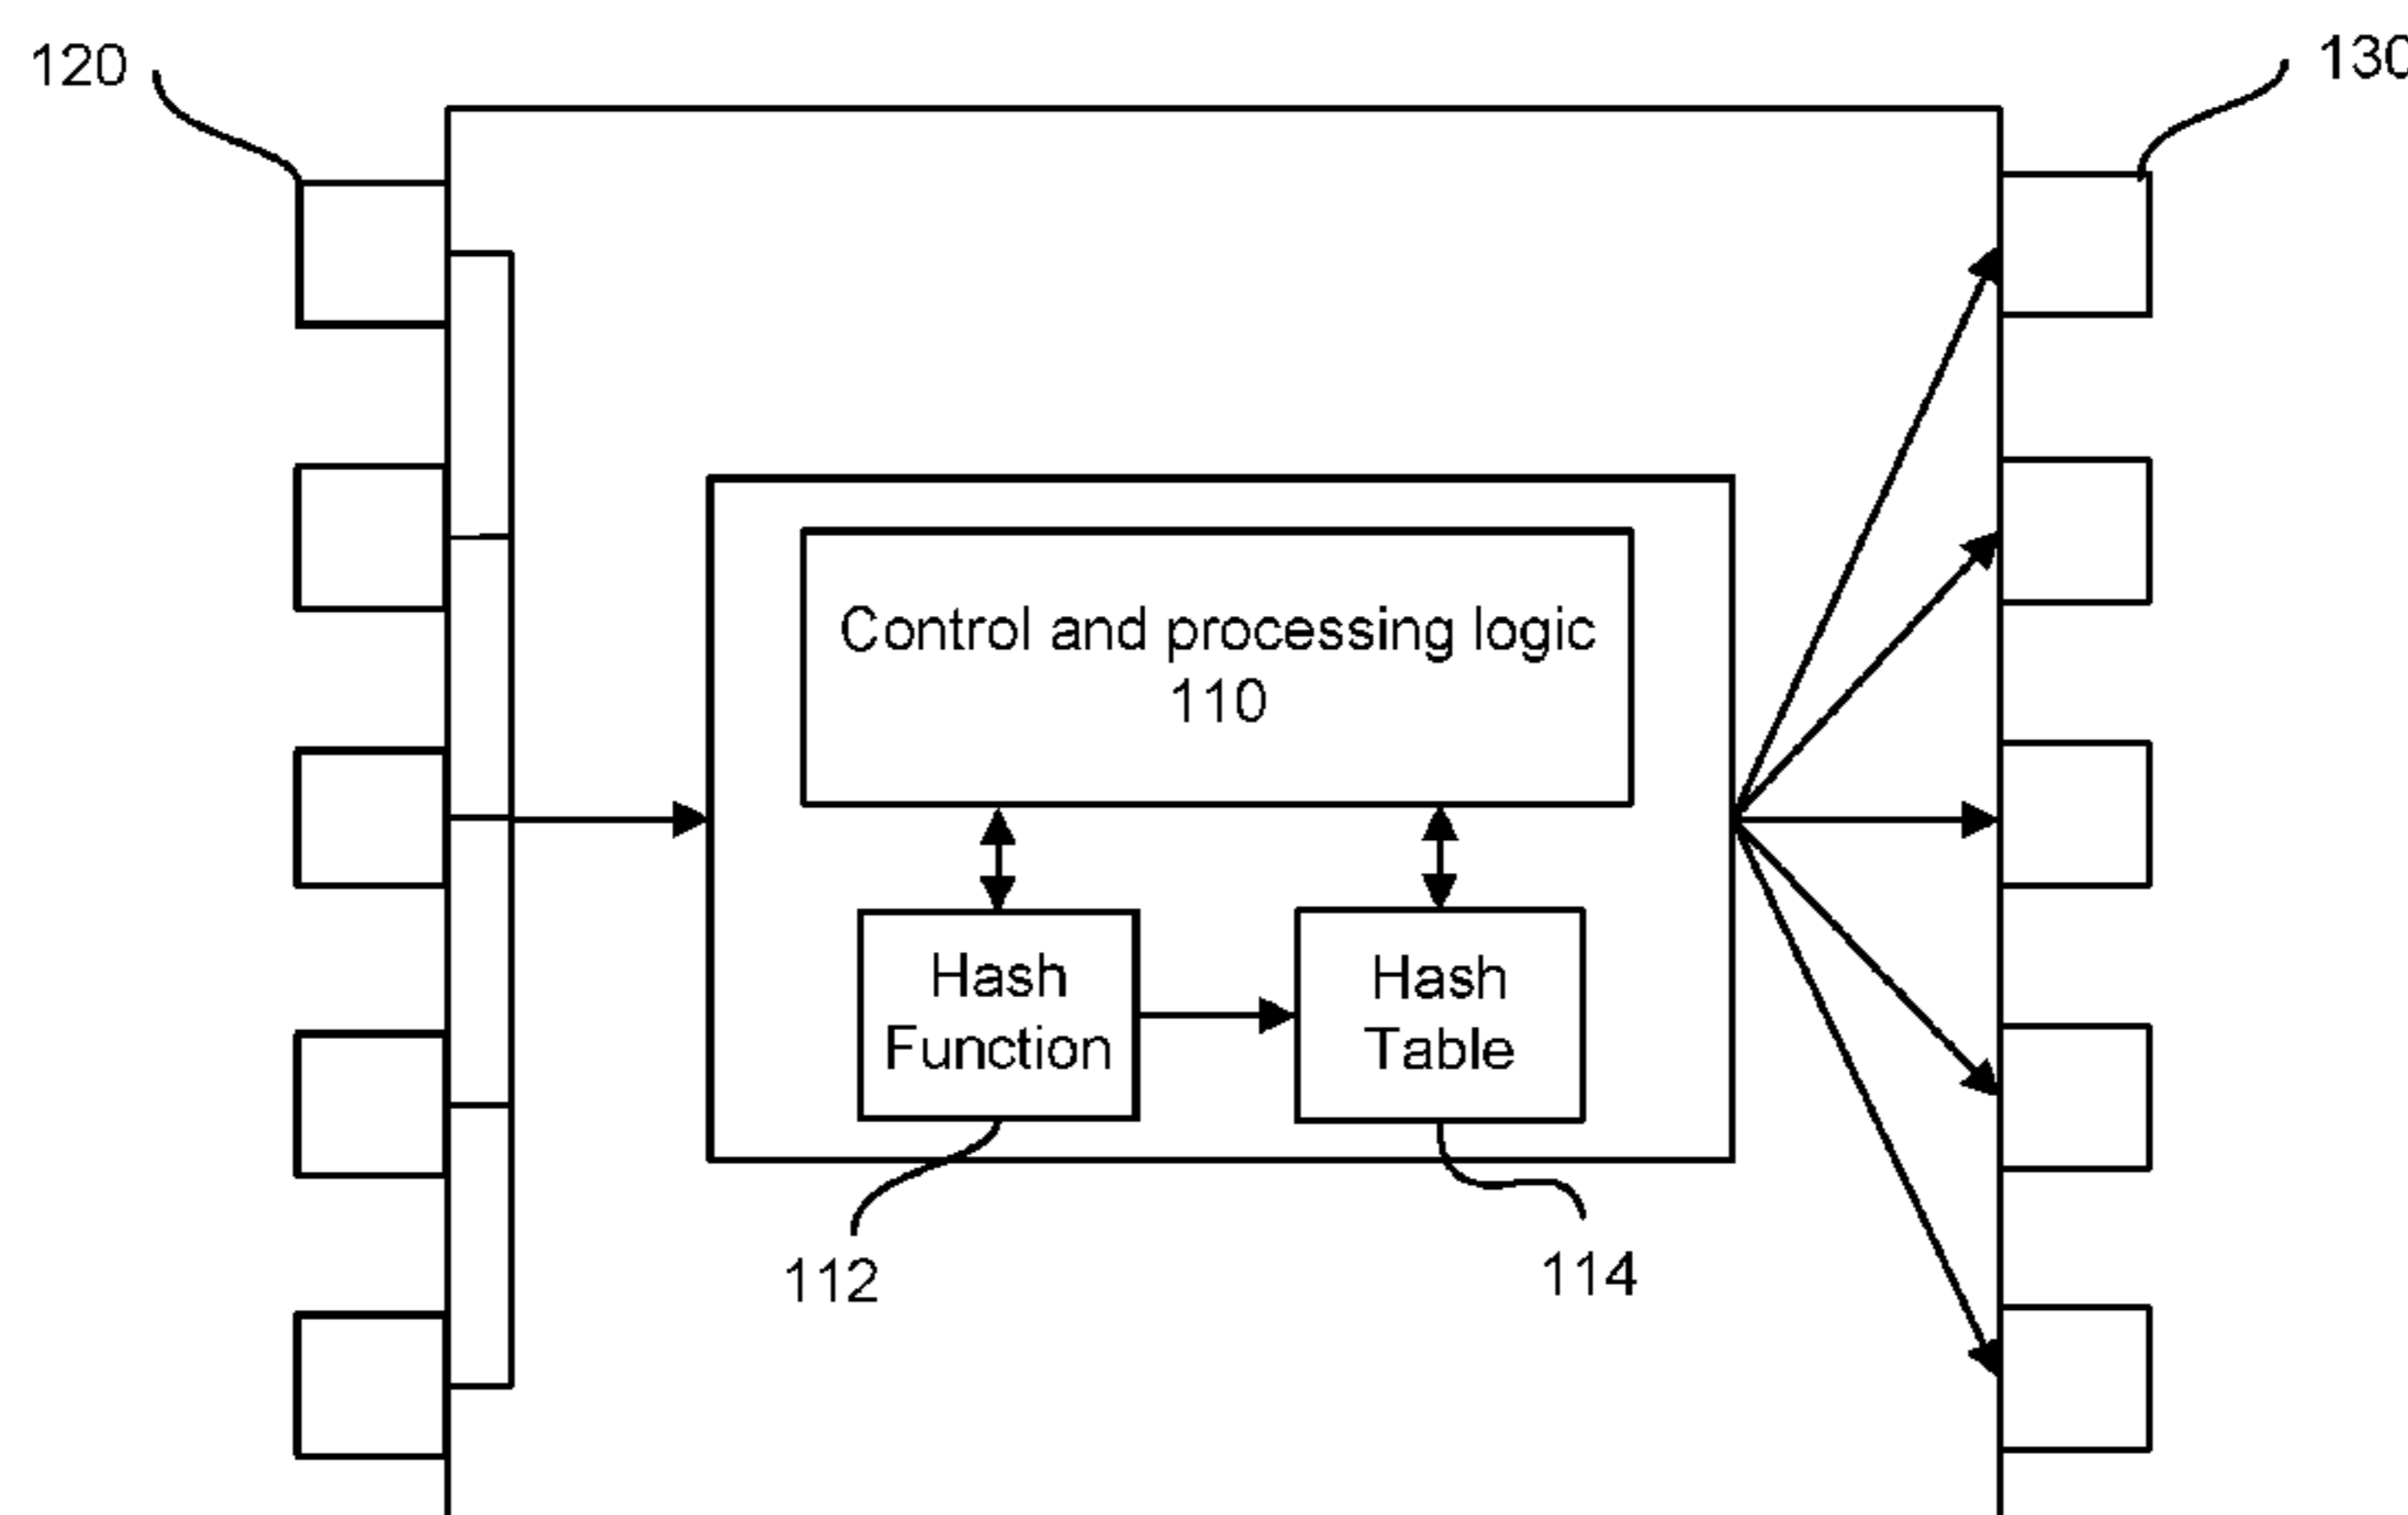 120
130
Control and processing logic
110
Hash
Function
Hash
Table
112
114